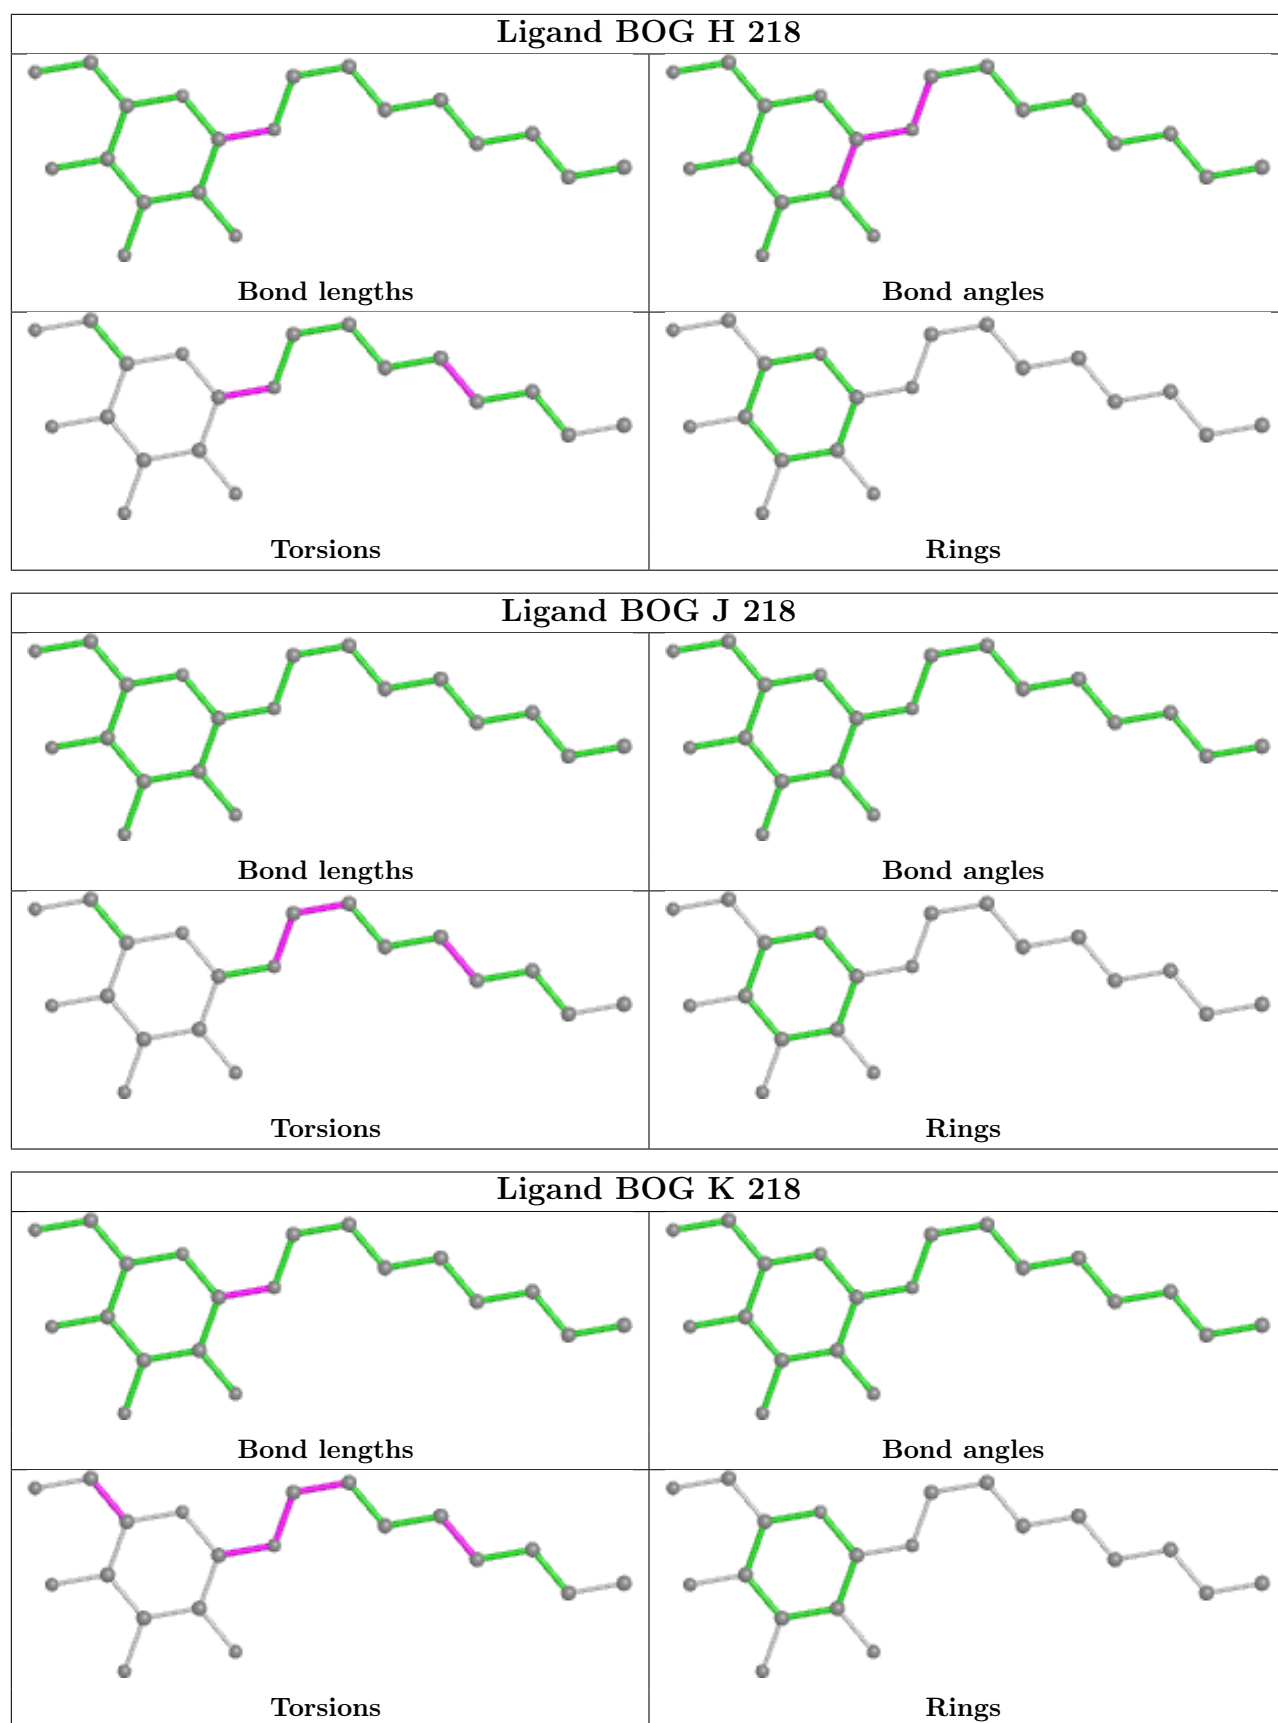 Ligand BOG H 218
Bond lengths
Bond angles
Torsions
Rings
Ligand BOG J 218
Bond lengths
Bond angles
Torsions
Rings
Ligand BOG K 218
Bond lengths
Bond angles
Torsions
Rings